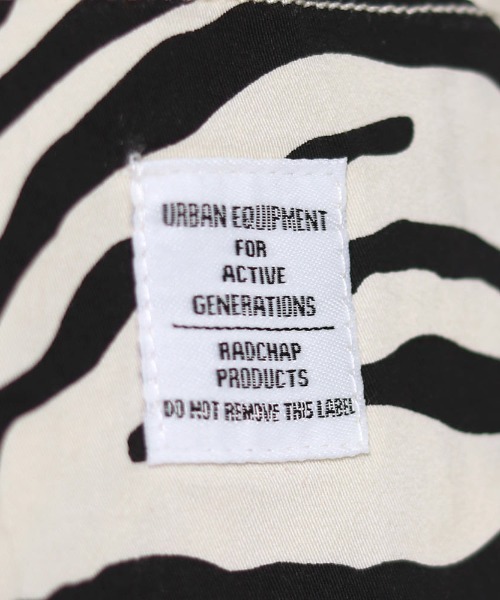 URBAN EQUIPMENT
FOR
ACTIVE
GENERATIONS
RADCHAP
PRODUCTS
DO NOT REMOVE THIS LABEL